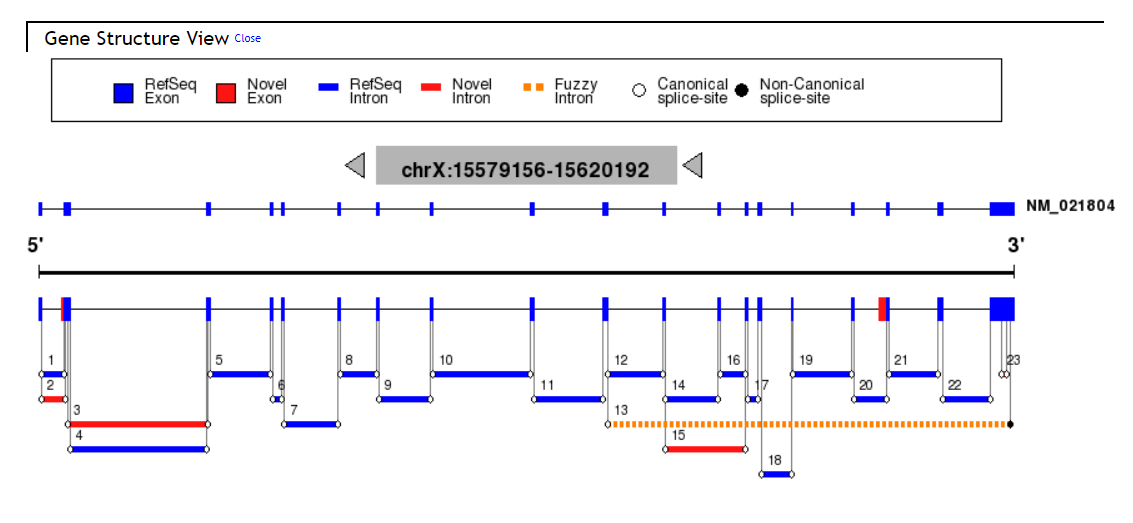 Gene Structure View Close
RefSeq Exon Novel Exon RefSeq Intron Novel Intron Fuzzy Intron Canonical splice-site Non-Canonical splice-site
chrX:15579156-15620192
NM_021804
5' 3'
1 5 8 10 12 16 19 21 23
2 6 9 11 14 17 20 22
3 7 13
4 15
18